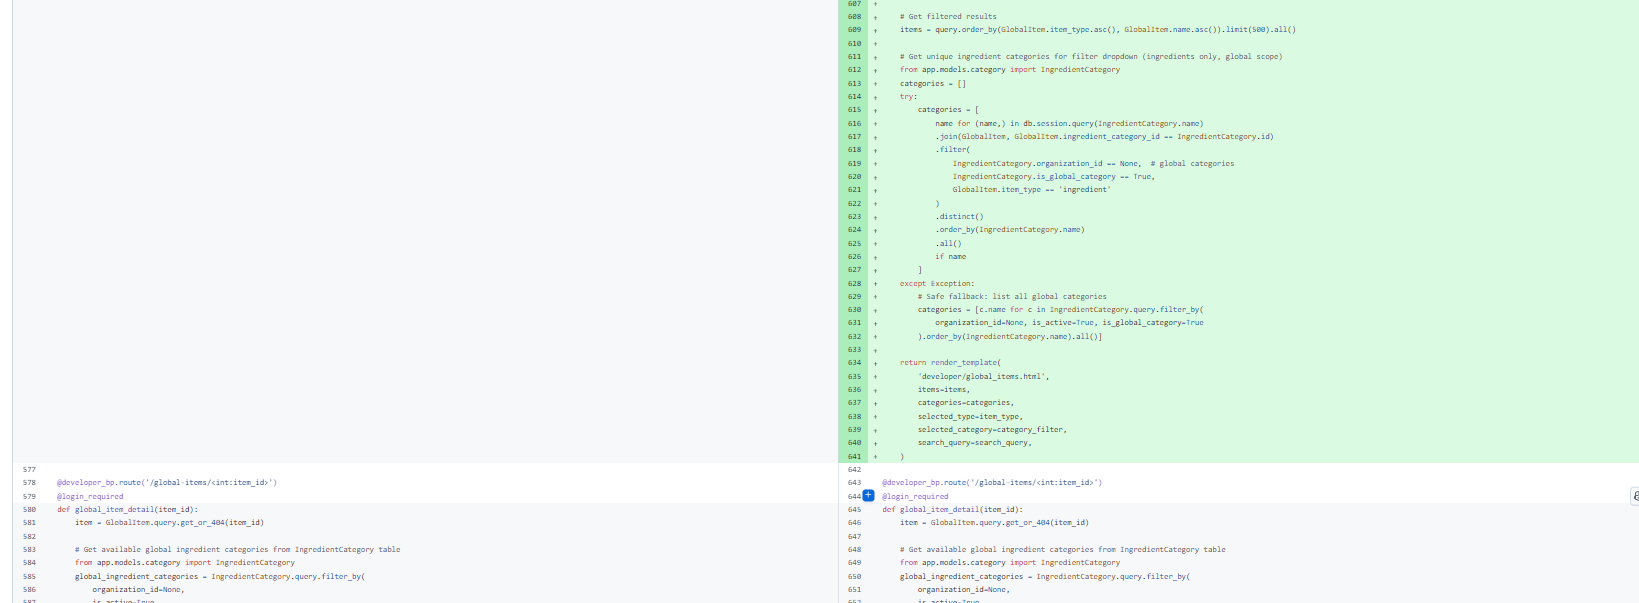 607 +
608 + # Get filtered results
609 + items = query.order_by(GlobalItem.item_type.asc(), GlobalItem.name.asc()).limit(500).all()
610 +
611 + # Get unique ingredient categories for filter dropdown (ingredients only, global scope)
612 + from app.models.category import IngredientCategory
613 + categories = []
614 + try:
615 + categories = [
616 + name for (name,) in db.session.query(IngredientCategory.name)
617 + .join(GlobalItem, GlobalItem.ingredient_category_id == IngredientCategory.id)
618 + .filter(
619 + IngredientCategory.organization_id == None, # global categories
620 + IngredientCategory.is_global_category == True,
621 + GlobalItem.item_type == 'ingredient'
622 + )
623 + .distinct()
624 + .order_by(IngredientCategory.name)
625 + .all()
626 + if name
627 + ]
628 + except Exception:
629 + # Safe fallback: list all global categories
630 + categories = [c.name for c in IngredientCategory.query.filter_by(
631 + organization_id=None, is_active=True, is_global_category=True
632 + ).order_by(IngredientCategory.name).all()]
633 +
634 + return render_template(
635 + 'developer/global_items.html',
636 + items=items,
637 + categories=categories,
638 + selected_type=item_type,
639 + selected_category=category_filter,
640 + search_query=search_query,
641 + )
577 642
578 @developer_bp.route('/global-items/<int:item_id>') 643 @developer_bp.route('/global-items/<int:item_id>')
579 @login_required 644 + @login_required
580 def global_item_detail(item_id): 645 def global_item_detail(item_id):
581 item = GlobalItem.query.get_or_404(item_id) 646 item = GlobalItem.query.get_or_404(item_id)
582 647
583 # Get available global ingredient categories from IngredientCategory table 648 # Get available global ingredient categories from IngredientCategory table
584 from app.models.category import IngredientCategory 649 from app.models.category import IngredientCategory
585 global_ingredient_categories = IngredientCategory.query.filter_by( 650 global_ingredient_categories = IngredientCategory.query.filter_by(
586 organization_id=None, 651 organization_id=None,
587 is_active=True 652 is_active=True